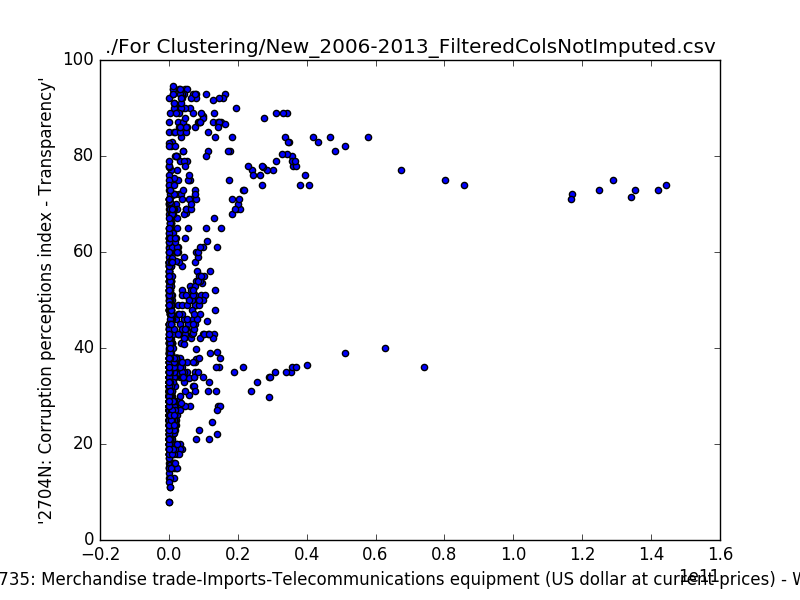 ./For Clustering/New_2006-2013_FilteredColsNotImputed.csv
100
80
60
40
20
0
'2704N: Corruption perceptions index - Transparency'
−0.2 0.0 0.2 0.4 0.6 0.8 1.0 1.2 1.4 1.6
1e11
735: Merchandise trade-Imports-Telecommunications equipment (US dollar at current prices) - W